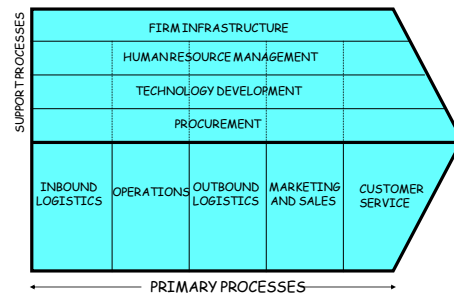 SUPPORT PROCESSES
FIRM INFRASTRUCTURE
HUMAN RESOURCE MANAGEMENT
TECHNOLOGY DEVELOPMENT
PROCUREMENT
INBOUND
LOGISTICS
OPERATIONS
OUTBOUND
LOGISTICS
MARKETING
AND SALES
CUSTOMER
SERVICE
PRIMARY PROCESSES